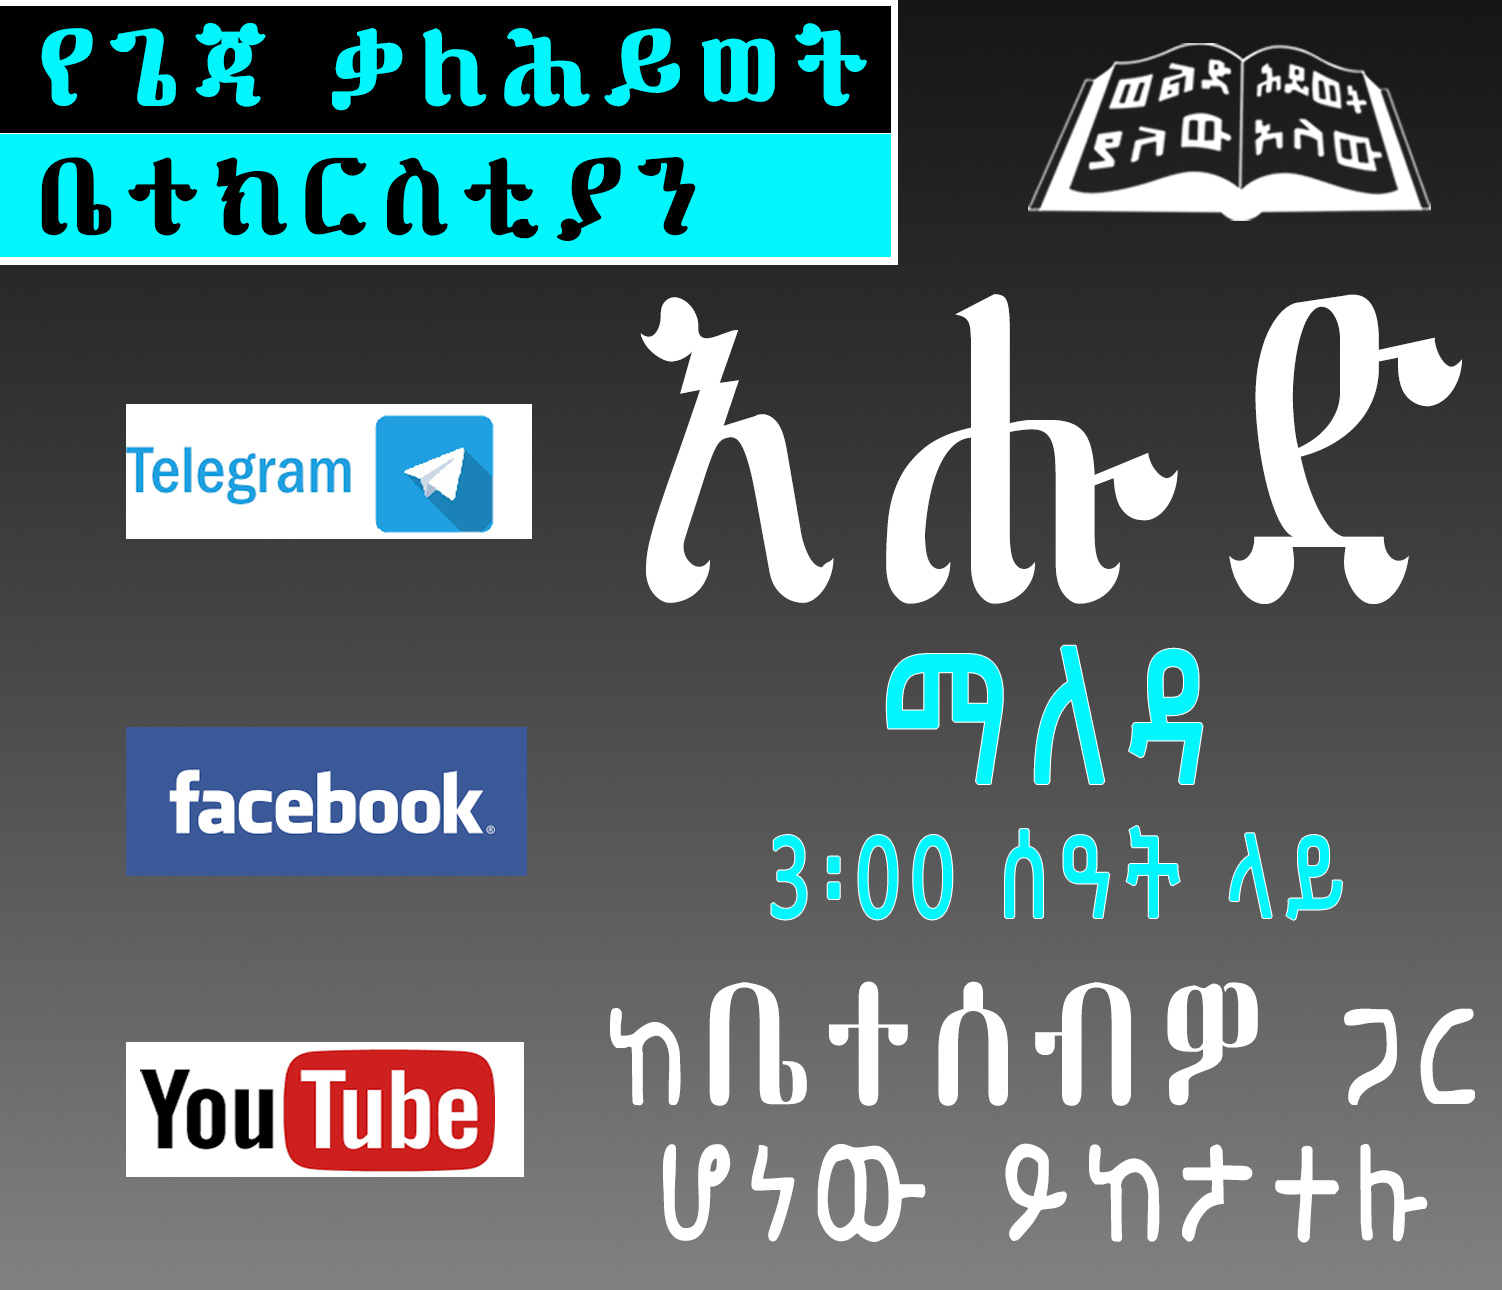 የጌጃ ቃለሕይወት
ቤተክርስቲያን
ወልድ ሕይወት
ያለው አለው
እሑድ
Telegram
ማለዳ
facebook®
3፡00 ሰዓት ላይ
ከቤተሰብዎ ጋር
YouTube
ሆነው ይከታተሉ